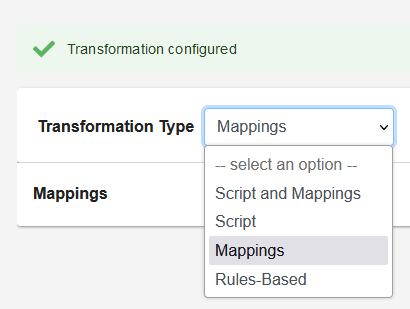 Transformation configured
Transformation Type Mappings
-- select an option --
Script and Mappings
Script
Mappings
Rules-Based
Mappings